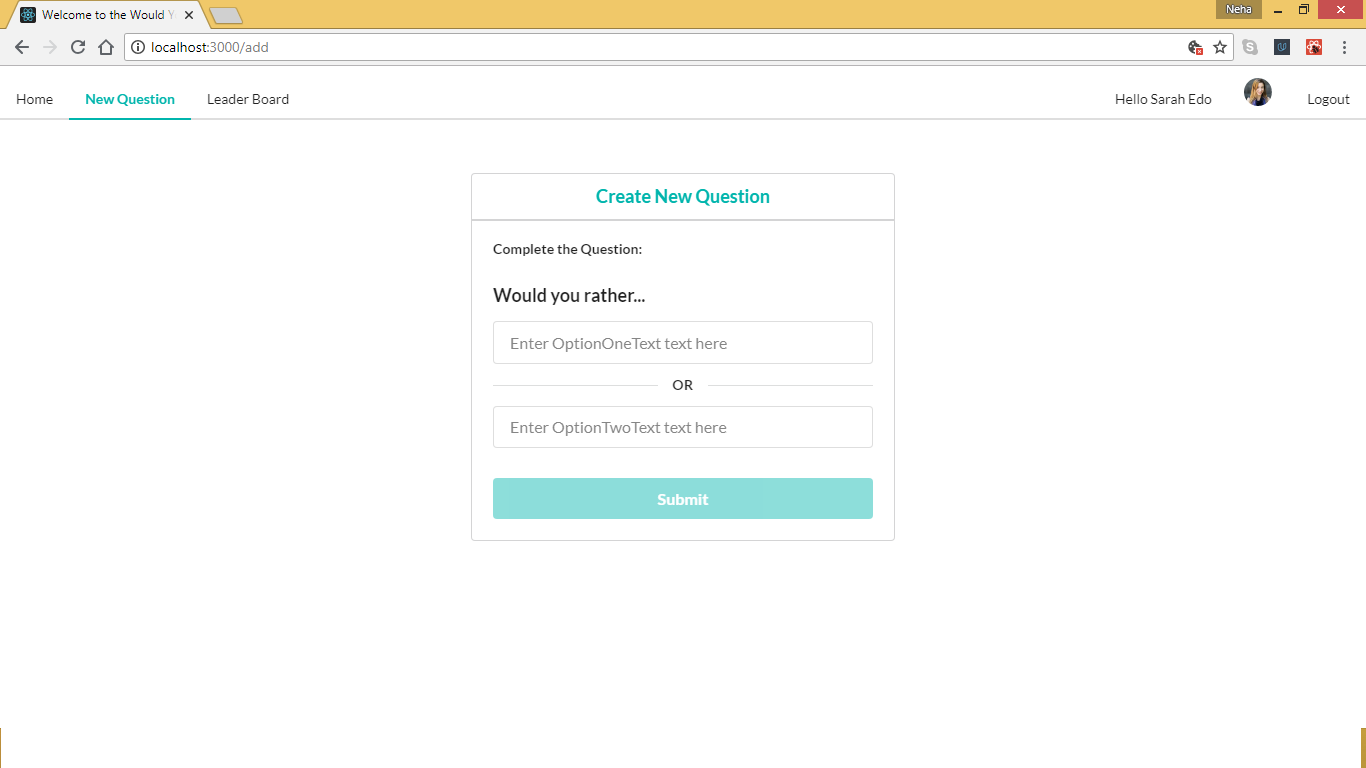 Welcome to the Would Y
Neha
localhost:3000/add
Home
New Question
Leader Board
Hello Sarah Edo
Logout
Create New Question
Complete the Question:
Would you rather...
Enter OptionOneText text here
OR
Enter OptionTwoText text here
Submit